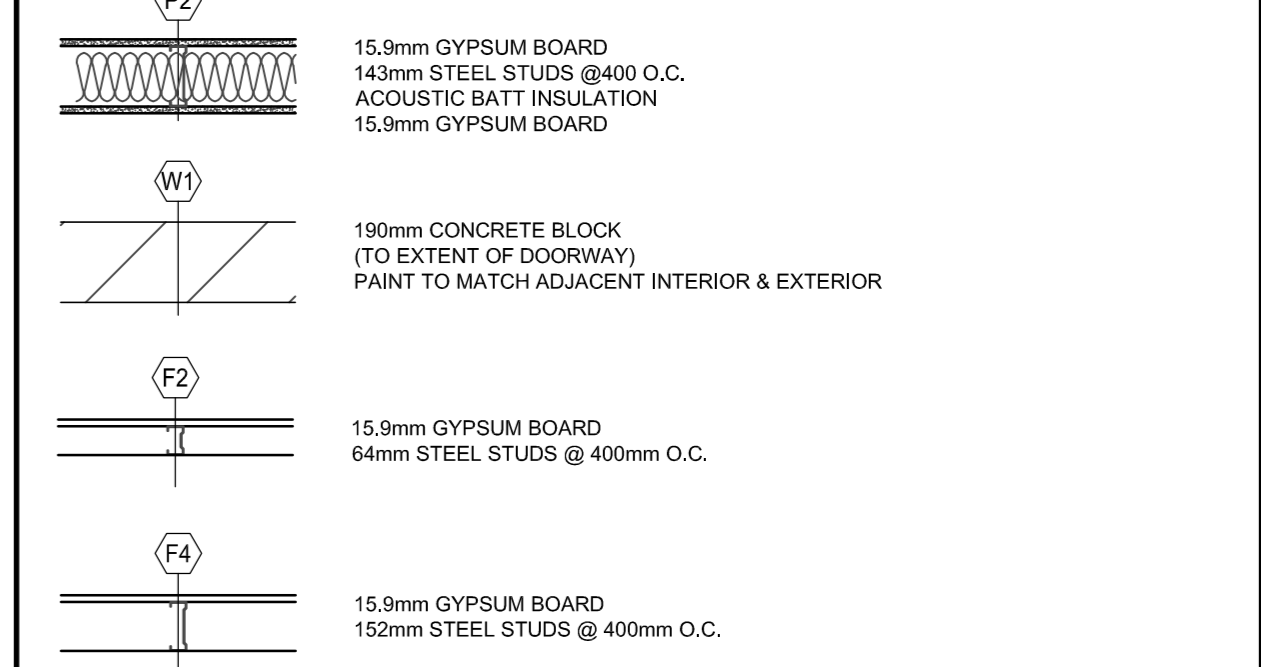 P2
15.9mm GYPSUM BOARD
143mm STEEL STUDS @400 O.C.
ACOUSTIC BATT INSULATION
15.9mm GYPSUM BOARD
W1
190mm CONCRETE BLOCK
(TO EXTENT OF DOORWAY)
PAINT TO MATCH ADJACENT INTERIOR & EXTERIOR
F2
15.9mm GYPSUM BOARD
64mm STEEL STUDS @ 400mm O.C.
F4
15.9mm GYPSUM BOARD
152mm STEEL STUDS @ 400mm O.C.